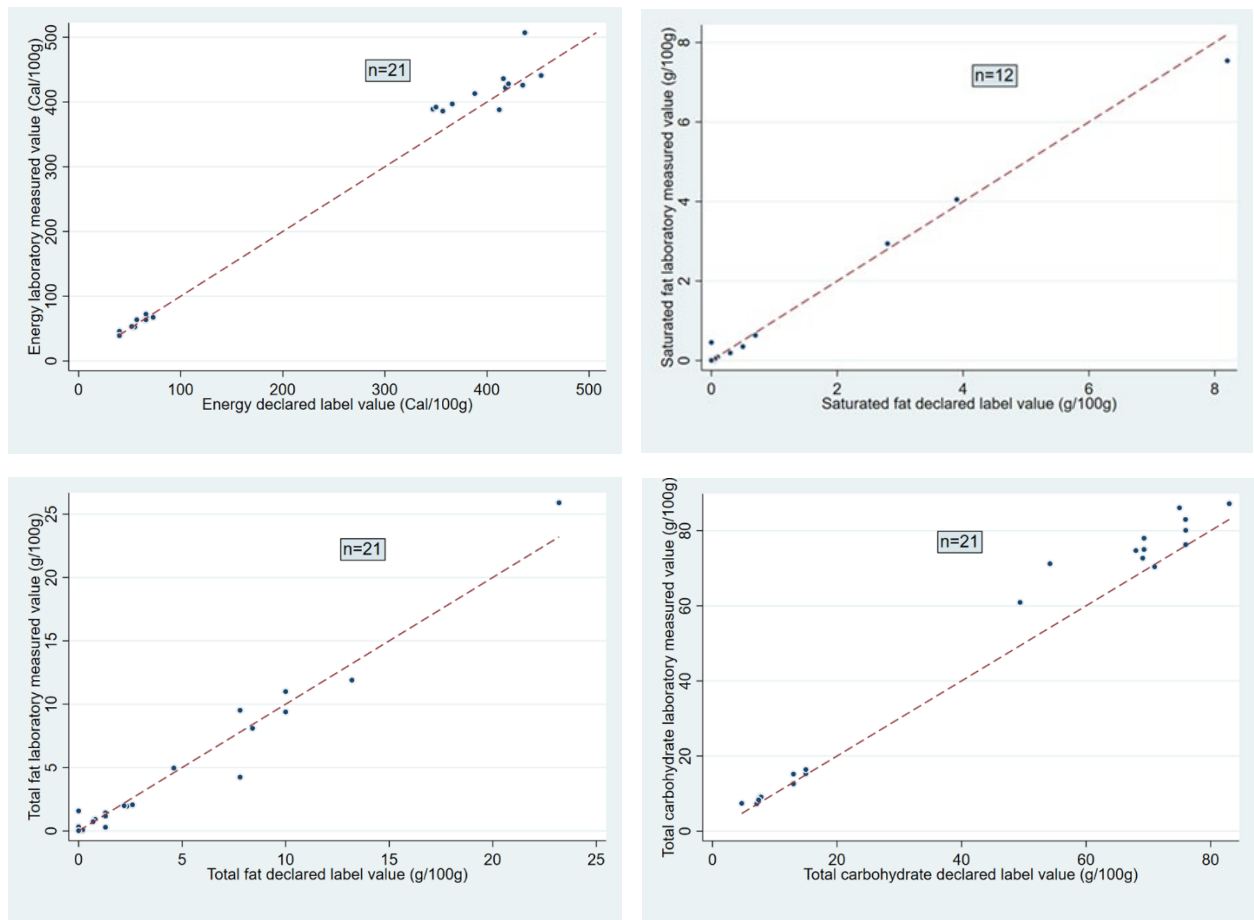 Energy laboratory measured value (Cal/100g)
500
400
300
200
100
0
n=21
0 100 200 300 400 500
Energy declared label value (Cal/100g)
Saturated fat laboratory measured value (g/100g)
8
6
4
2
0
n=12
0 2 4 6 8
Saturated fat declared label value (g/100g)
Total fat laboratory measured value (g/100g)
25
20
15
10
5
0
n=21
0 5 10 15 20 25
Total fat declared label value (g/100g)
Total carbohydrate laboratory measured value (g/100g)
80
60
40
20
0
n=21
0 20 40 60 80
Total carbohydrate declared label value (g/100g)